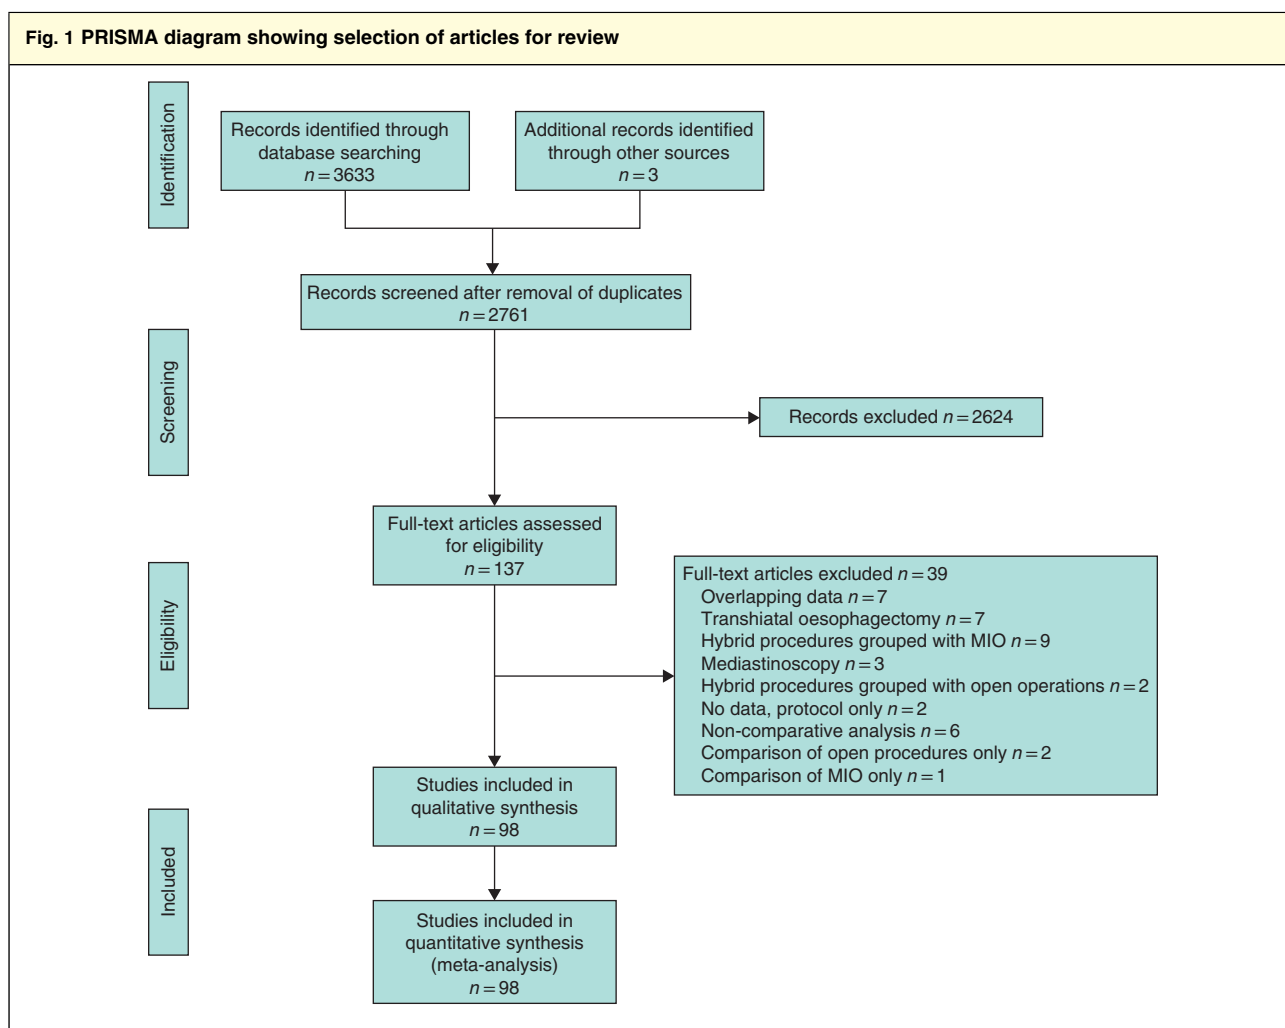 Fig. 1 PRISMA diagram showing selection of articles for review
Identification
Records identified through
database searching
n = 3633
Additional records identified
through other sources
n = 3
Records screened after removal of duplicates
n = 2761
Screening
Records excluded n = 2624
Full-text articles assessed
for eligibility
n = 137
Eligibility
Full-text articles excluded n = 39
Overlapping data n = 7
Transhiatal oesophagectomy n = 7
Hybrid procedures grouped with MIO n = 9
Mediastinoscopy n = 3
Hybrid procedures grouped with open operations n = 2
No data, protocol only n = 2
Non-comparative analysis n = 6
Comparison of open procedures only n = 2
Comparison of MIO only n = 1
Studies included in
qualitative synthesis
n = 98
Included
Studies included in
quantitative synthesis
(meta-analysis)
n = 98